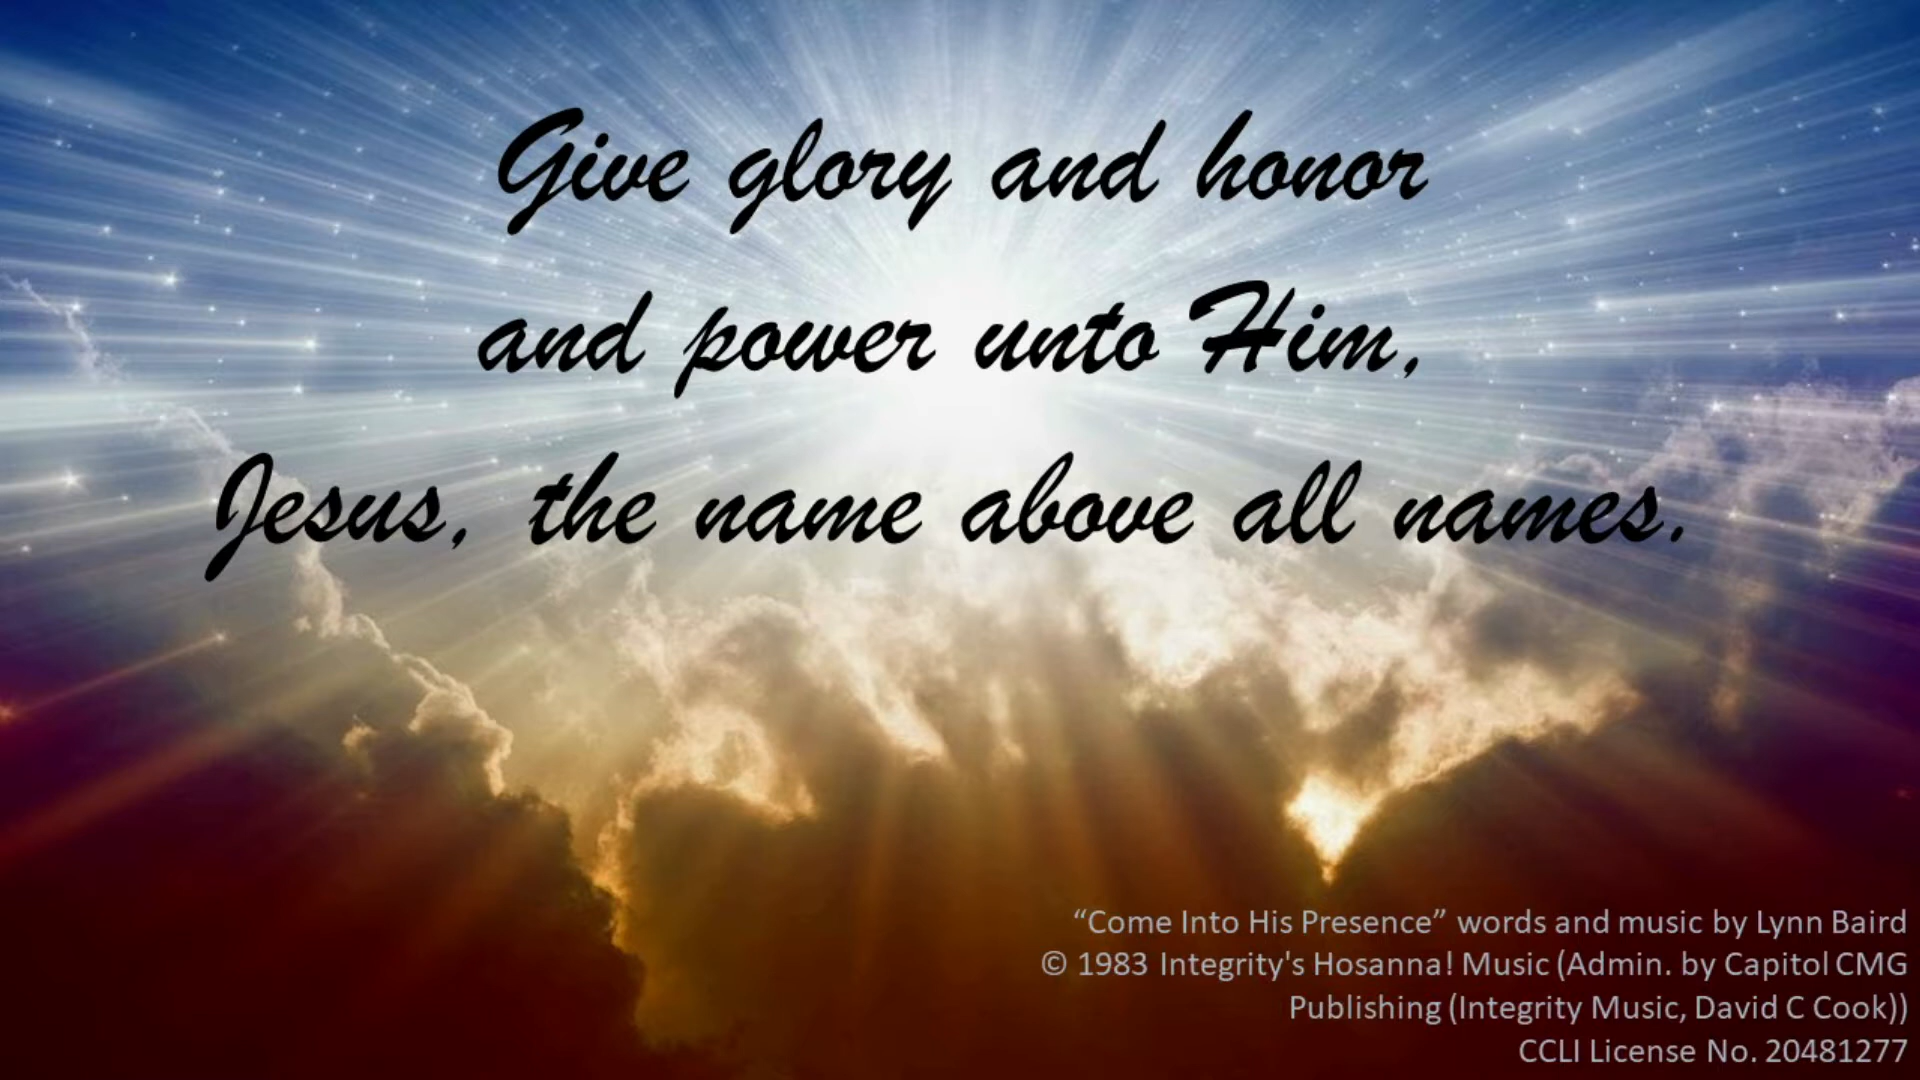 Give glory and honor
and power unto Him,
Jesus, the name above all names.
“Come Into His Presence” words and music by Lynn Baird
© 1983 Integrity's Hosanna! Music (Admin. by Capitol CMG
Publishing (Integrity Music, David C Cook))
CCLI License No. 20481277